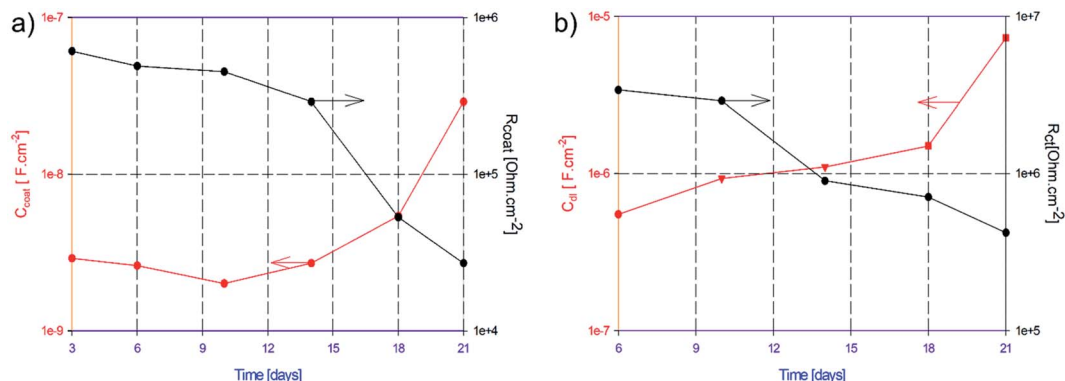 a)
1e-7
1e-8
1e-9
C_coat [ F.cm^-2]
1e+6
1e+5
1e+4
Rcoat [Ohm.cm^-2]
3 6 9 12 15 18 21
Time [days]
b)
1e-5
1e-6
1e-7
C_dl [ F.cm^-2]
1e+7
1e+6
1e+5
Rctl[Ohm.cm^-2]
6 9 12 15 18 21
Time [days]